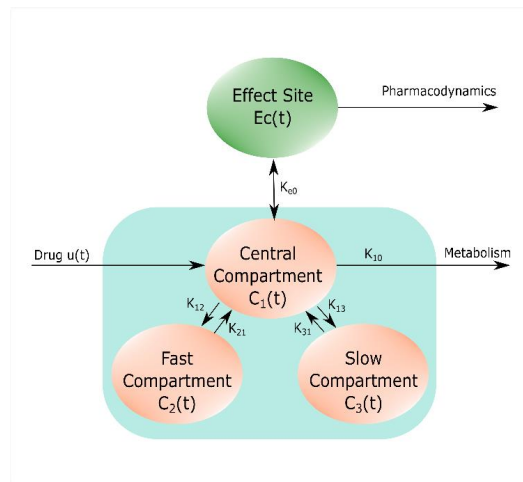 Effect Site
Ec(t)
Pharmacodynamics
Ke0
Drug u(t)
Central
Compartment
C1(t)
K10
Metabolism
K12
K21
K31
K13
Fast
Compartment
C2(t)
Slow
Compartment
C3(t)